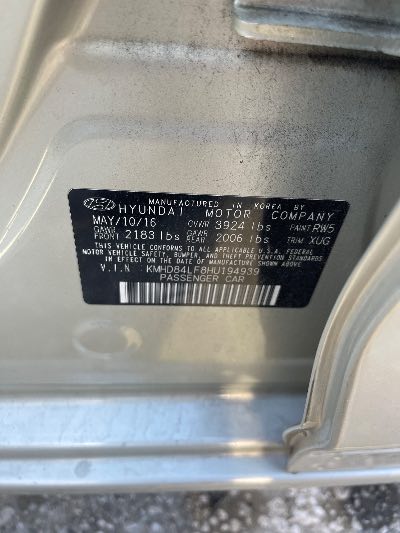 MANUFACTURED IN KOREA BY
HYUNDAI MOTOR COMPANY
MAY/10/16 GVWR 3924 lbs PAINT RW5
GAWR FRONT 2183 lbs GAWR REAR 2006 lbs TRIM XUG
THIS VEHICLE CONFORMS TO ALL APPLICABLE U.S.A. FEDERAL
MOTOR VEHICLE SAFETY, BUMPER, AND THEFT PREVENTION STANDARDS
IN EFFECT ON THE DATE OF MANUFACTURE SHOWN ABOVE.
V.I.N : KMHD84LF8HU194939
PASSENGER CAR